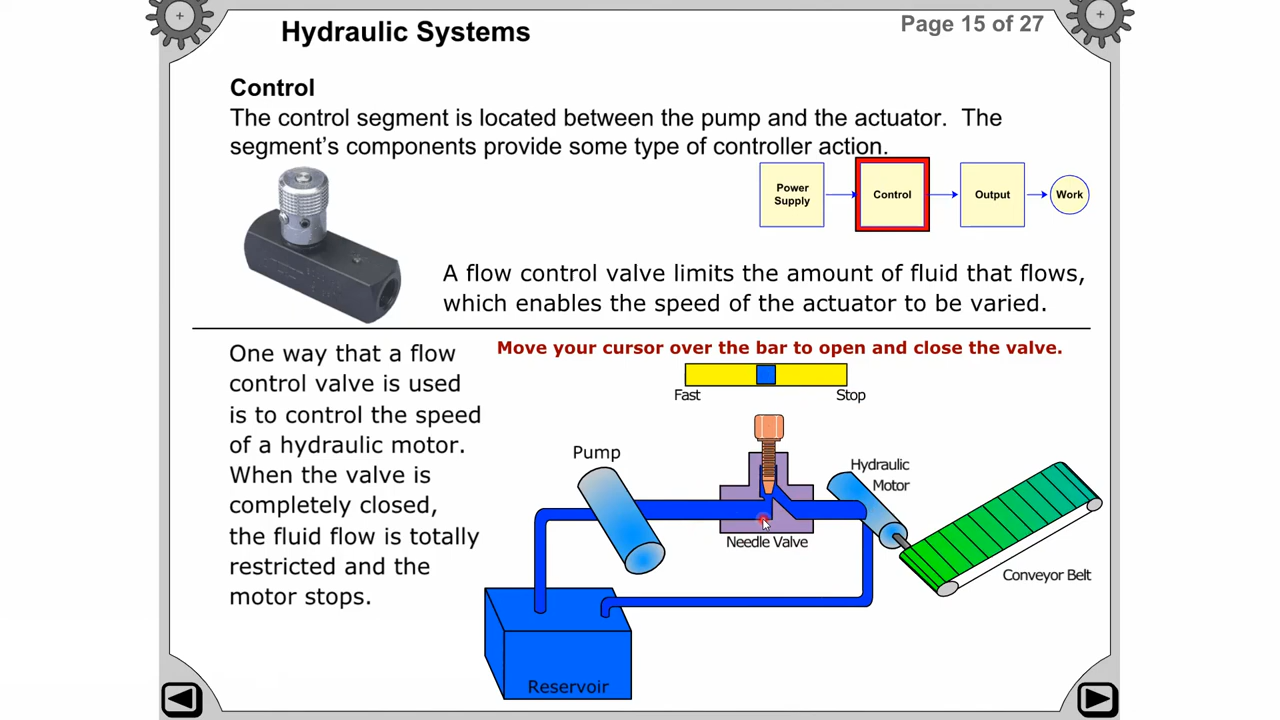 Hydraulic Systems
Page 15 of 27
Control
The control segment is located between the pump and the actuator. The
segment's components provide some type of controller action.
Power
Supply
Control
Output
Work
A flow control valve limits the amount of fluid that flows,
which enables the speed of the actuator to be varied.
One way that a flow
control valve is used
is to control the speed
of a hydraulic motor.
When the valve is
completely closed,
the fluid flow is totally
restricted and the
motor stops.
Move your cursor over the bar to open and close the valve.
Fast
Stop
Pump
Hydraulic
Motor
Needle Valve
Conveyor Belt
Reservoir